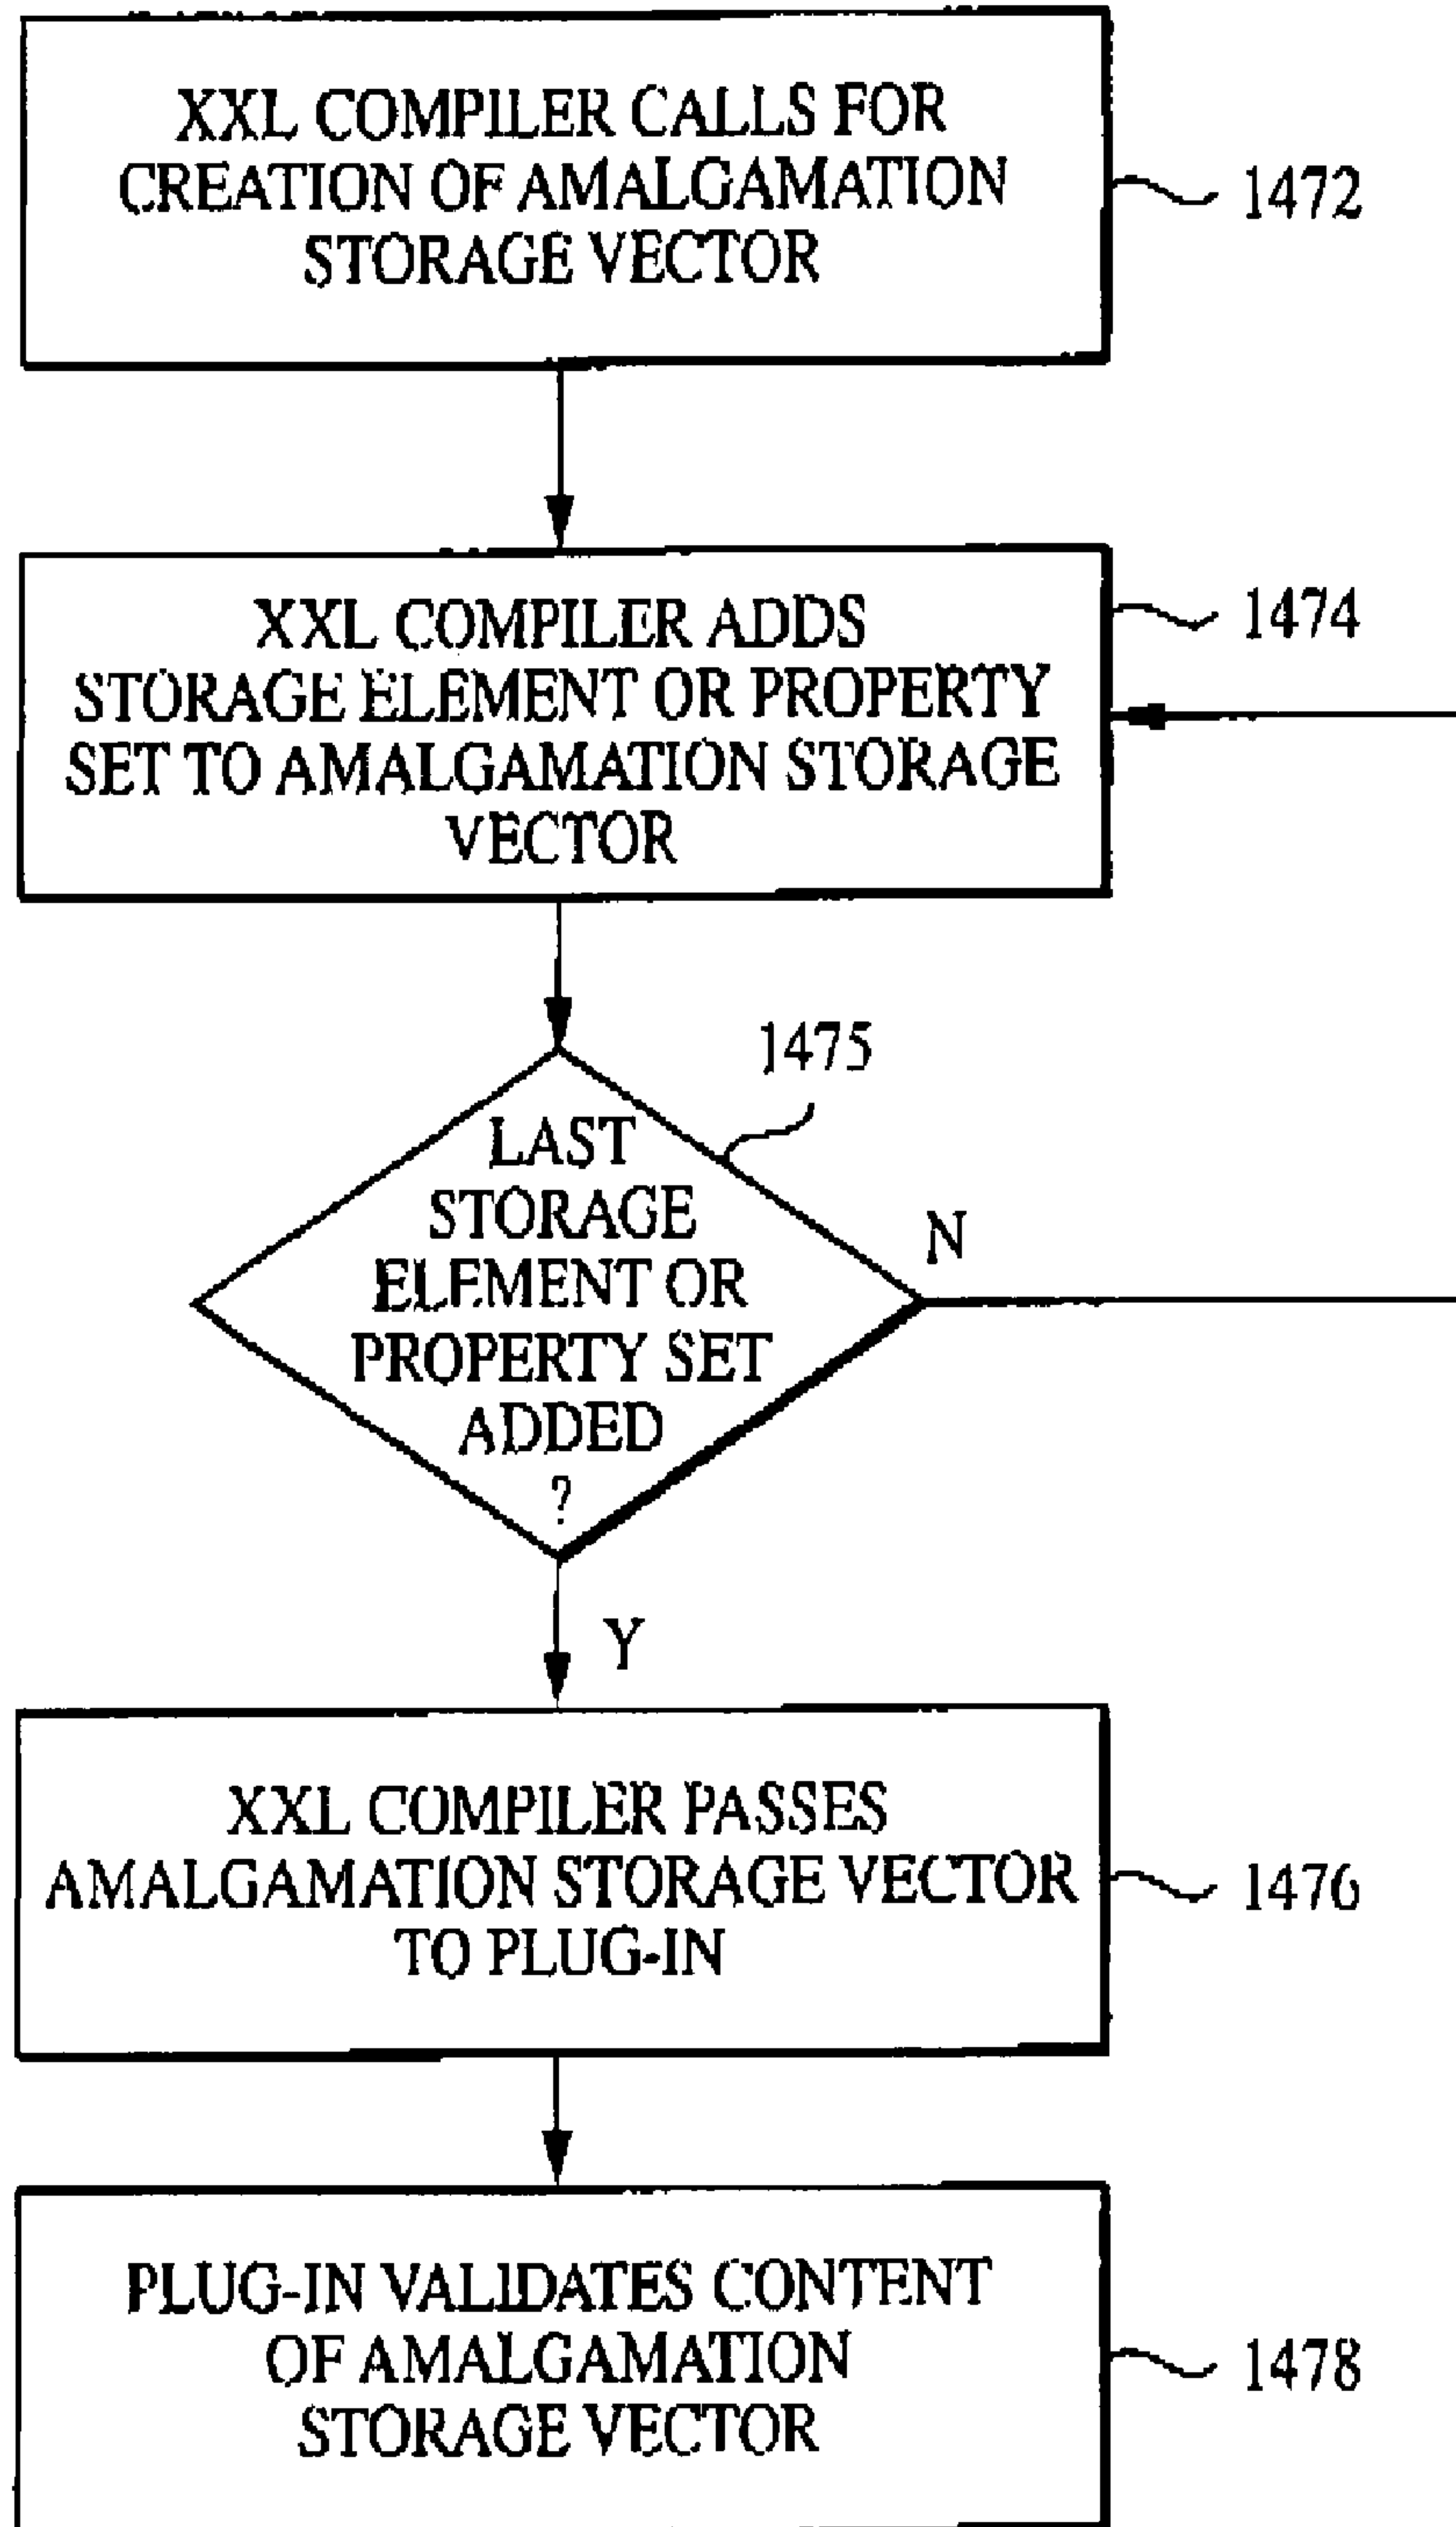 XXL COMPILER CALLS FOR
CREATION OF AMALGAMATION
STORAGE VECTOR
1472
XXL COMPILER ADDS
STORAGE ELEMENT OR PROPERTY
SET TO AMALGAMATION STORAGE
VECTOR
1474
1475
LAST
STORAGE
ELEMENT OR
PROPERTY SET
ADDED
?
N
Y
XXL COMPILER PASSES
AMALGAMATION STORAGE VECTOR
TO PLUG-IN
1476
PLUG-IN VALIDATES CONTENT
OF AMALGAMATION
STORAGE VECTOR
1478